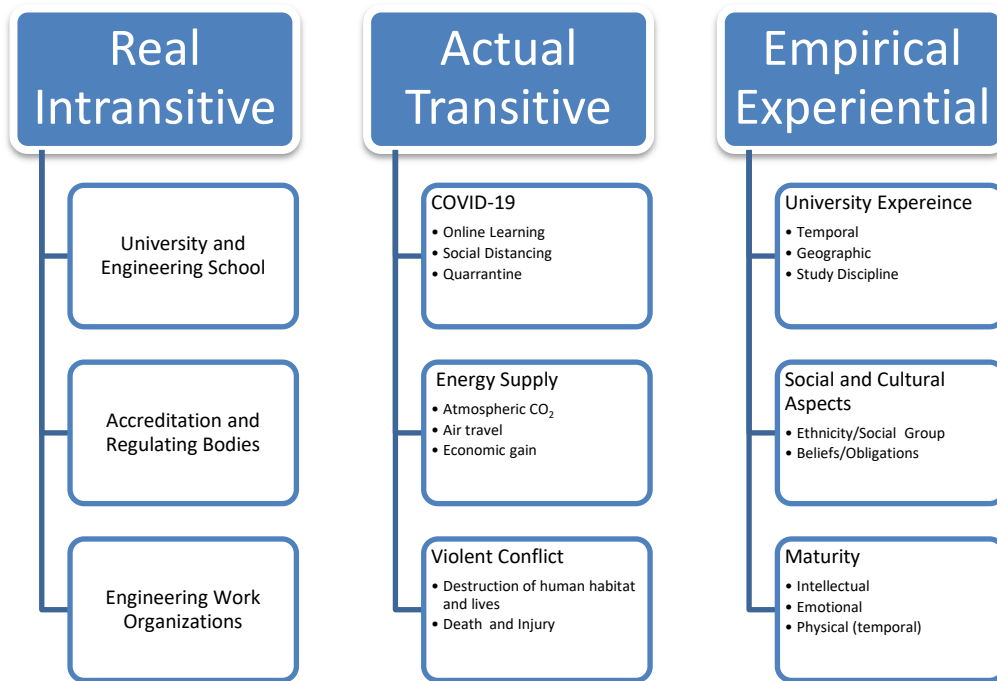 Real
Intransitive
University and
Engineering School
Accreditation and
Regulating Bodies
Engineering Work
Organizations
Actual
Transitive
COVID-19
• Online Learning
• Social Distancing
• Quarrantine
Energy Supply
• Atmospheric CO₂
• Air travel
• Economic gain
Violent Conflict
• Destruction of human habitat
and lives
• Death and Injury
Empirical
Experiential
University Expereince
• Temporal
• Geographic
• Study Discipline
Social and Cultural
Aspects
• Ethnicity/Social Group
• Beliefs/Obligations
Maturity
• Intellectual
• Emotional
• Physical (temporal)